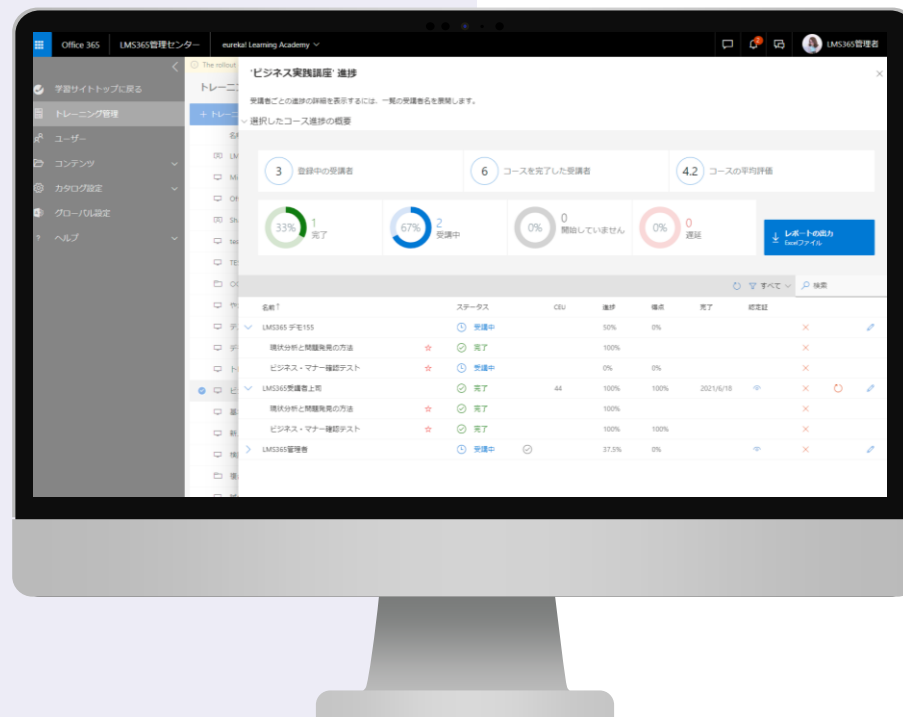 Office 365 LMS365管理センター eureka! Learning Academy 2 LMS365管理者
The rollout
学習サイトトップに戻る
トレーニング管理
ユーザー
コンテンツ
カタログ設定
グローバル設定
ヘルプ
トレーニ
+ トレーニ
'ビジネス実践講座' 進捗
受講者ごとの進捗の詳細を表示するには、一覧の受講者名を展開します。
選択したコース進捗の概要
3 登録中の受講者 6 コースを完了した受講者 4.2 コースの平均評価
33% 1 完了 67% 2 受講中 0% 0 開始していません 0% 0 遅延
レポートの出力
Excelファイル
すべて 検索
名前↑ ステータス CEU 進捗 得点 完了 認定証
LMS365 デモ155 受講中 50% 0%
現状分析と問題発見の方法 完了 100%
ビジネス・マナー確認テスト 受講中 0% 0%
LMS365受講者上司 完了 44 100% 100% 2021/6/18
現状分析と問題発見の方法 完了 100%
ビジネス・マナー確認テスト 完了 100% 100%
LMS365管理者 受講中 37.5% 0%